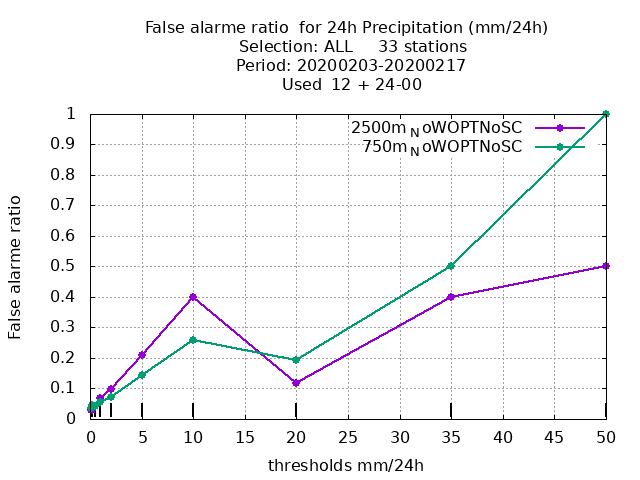 False alarme ratio  for 24h Precipitation (mm/24h)
Selection: ALL     33 stations
Period: 20200203-20200217
Used  12 + 24-00
2500m_NoWOPTNoSC
750m_NoWOPTNoSC
1
0.9
0.8
0.7
0.6
0.5
0.4
0.3
0.2
0.1
0
False alarme ratio
0 5 10 15 20 25 30 35 40 45 50
thresholds mm/24h